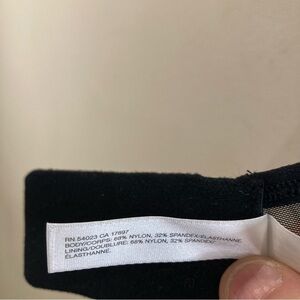 RN 54023 CA 17897
BODY/CORPS: 68% NYLON, 32% SPANDEX/ELASTHANNE
LINING/DOUBLURE: 68% NYLON, 32% SPANDEX/
ELASTHANNE.